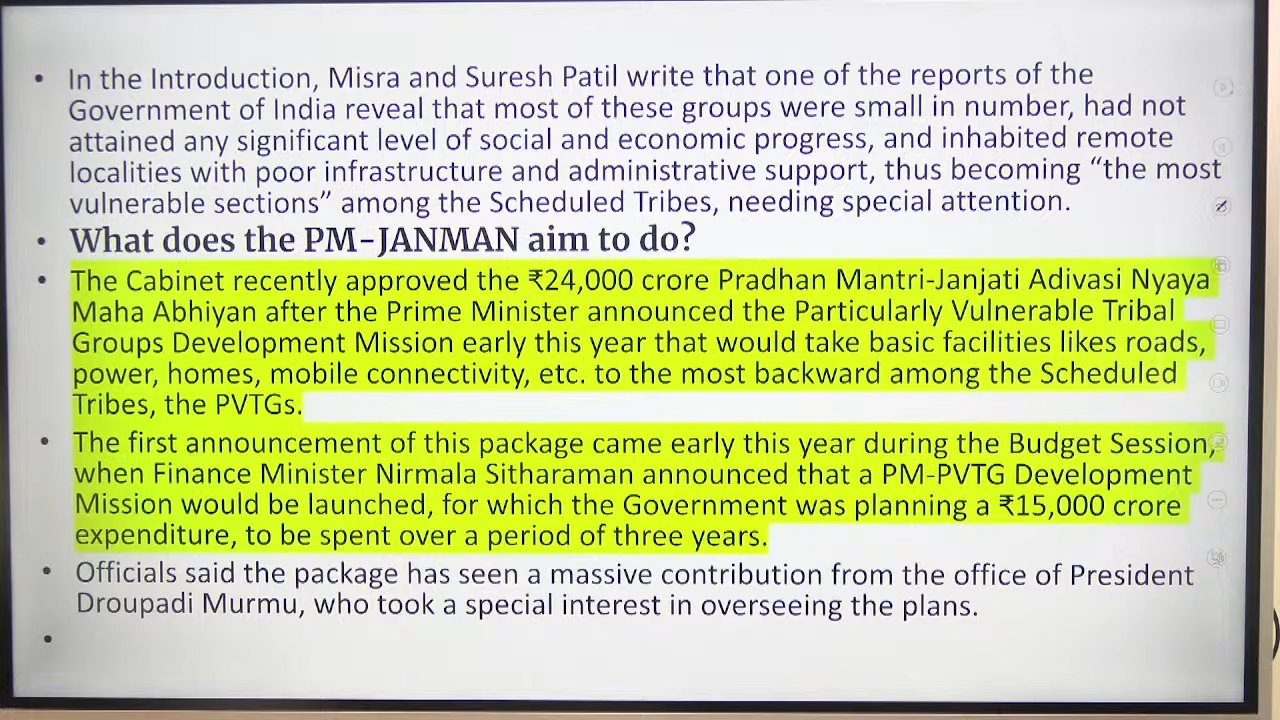 • In the Introduction, Misra and Suresh Patil write that one of the reports of the
Government of India reveal that most of these groups were small in number, had not
attained any significant level of social and economic progress, and inhabited remote
localities with poor infrastructure and administrative support, thus becoming “the most
vulnerable sections” among the Scheduled Tribes, needing special attention.
• What does the PM-JANMAN aim to do?
• The Cabinet recently approved the ₹24,000 crore Pradhan Mantri-Janjati Adivasi Nyaya
Maha Abhiyan after the Prime Minister announced the Particularly Vulnerable Tribal
Groups Development Mission early this year that would take basic facilities likes roads,
power, homes, mobile connectivity, etc. to the most backward among the Scheduled
Tribes, the PVTGs.
• The first announcement of this package came early this year during the Budget Session,
when Finance Minister Nirmala Sitharaman announced that a PM-PVTG Development
Mission would be launched, for which the Government was planning a ₹15,000 crore
expenditure, to be spent over a period of three years.
• Officials said the package has seen a massive contribution from the office of President
Droupadi Murmu, who took a special interest in overseeing the plans.
•